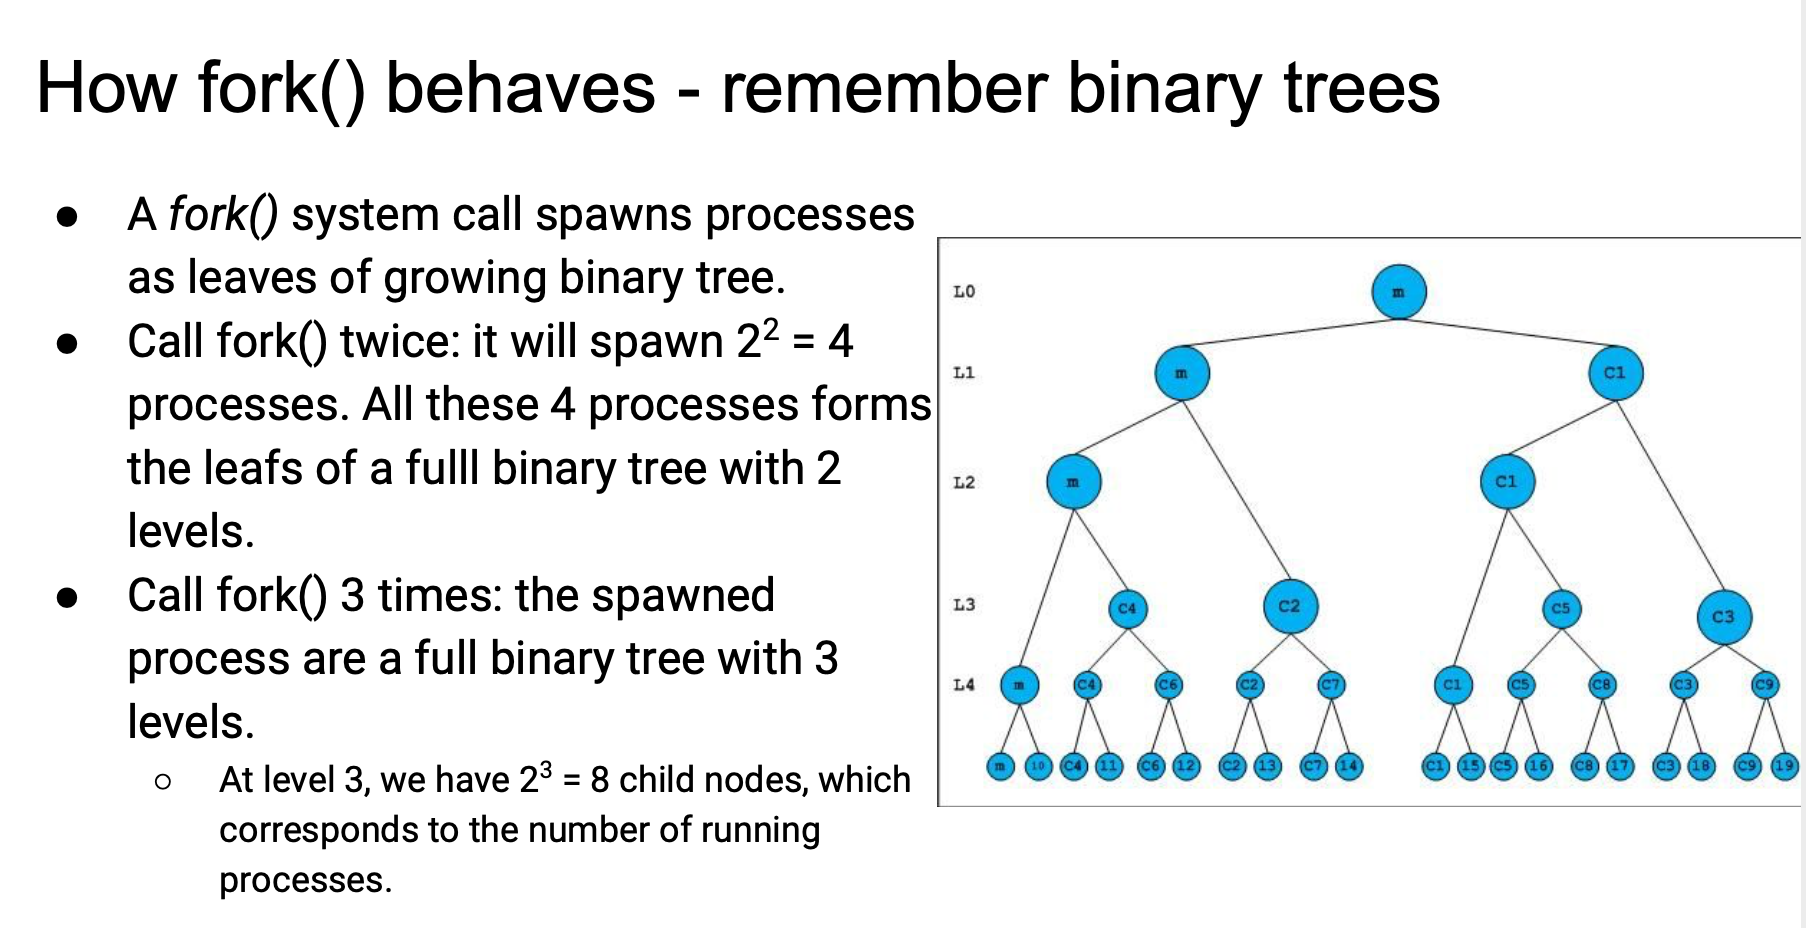 How fork() behaves - remember binary trees
● A fork() system call spawns processes
as leaves of growing binary tree.
● Call fork() twice: it will spawn 2² = 4
processes. All these 4 processes forms
the leafs of a fulll binary tree with 2
levels.
● Call fork() 3 times: the spawned
process are a full binary tree with 3
levels.
○ At level 3, we have 2³ = 8 child nodes, which
corresponds to the number of running
processes.
L0 m
L1 m C1
L2 m C1
L3 C4 C2 C5 C3
L4 m C4 C6 C2 C7 C1 C5 C8 C3 C9
m 10 C4 11 C6 12 C2 13 C7 14 C1 15 C5 16 C8 17 C3 18 C9 19